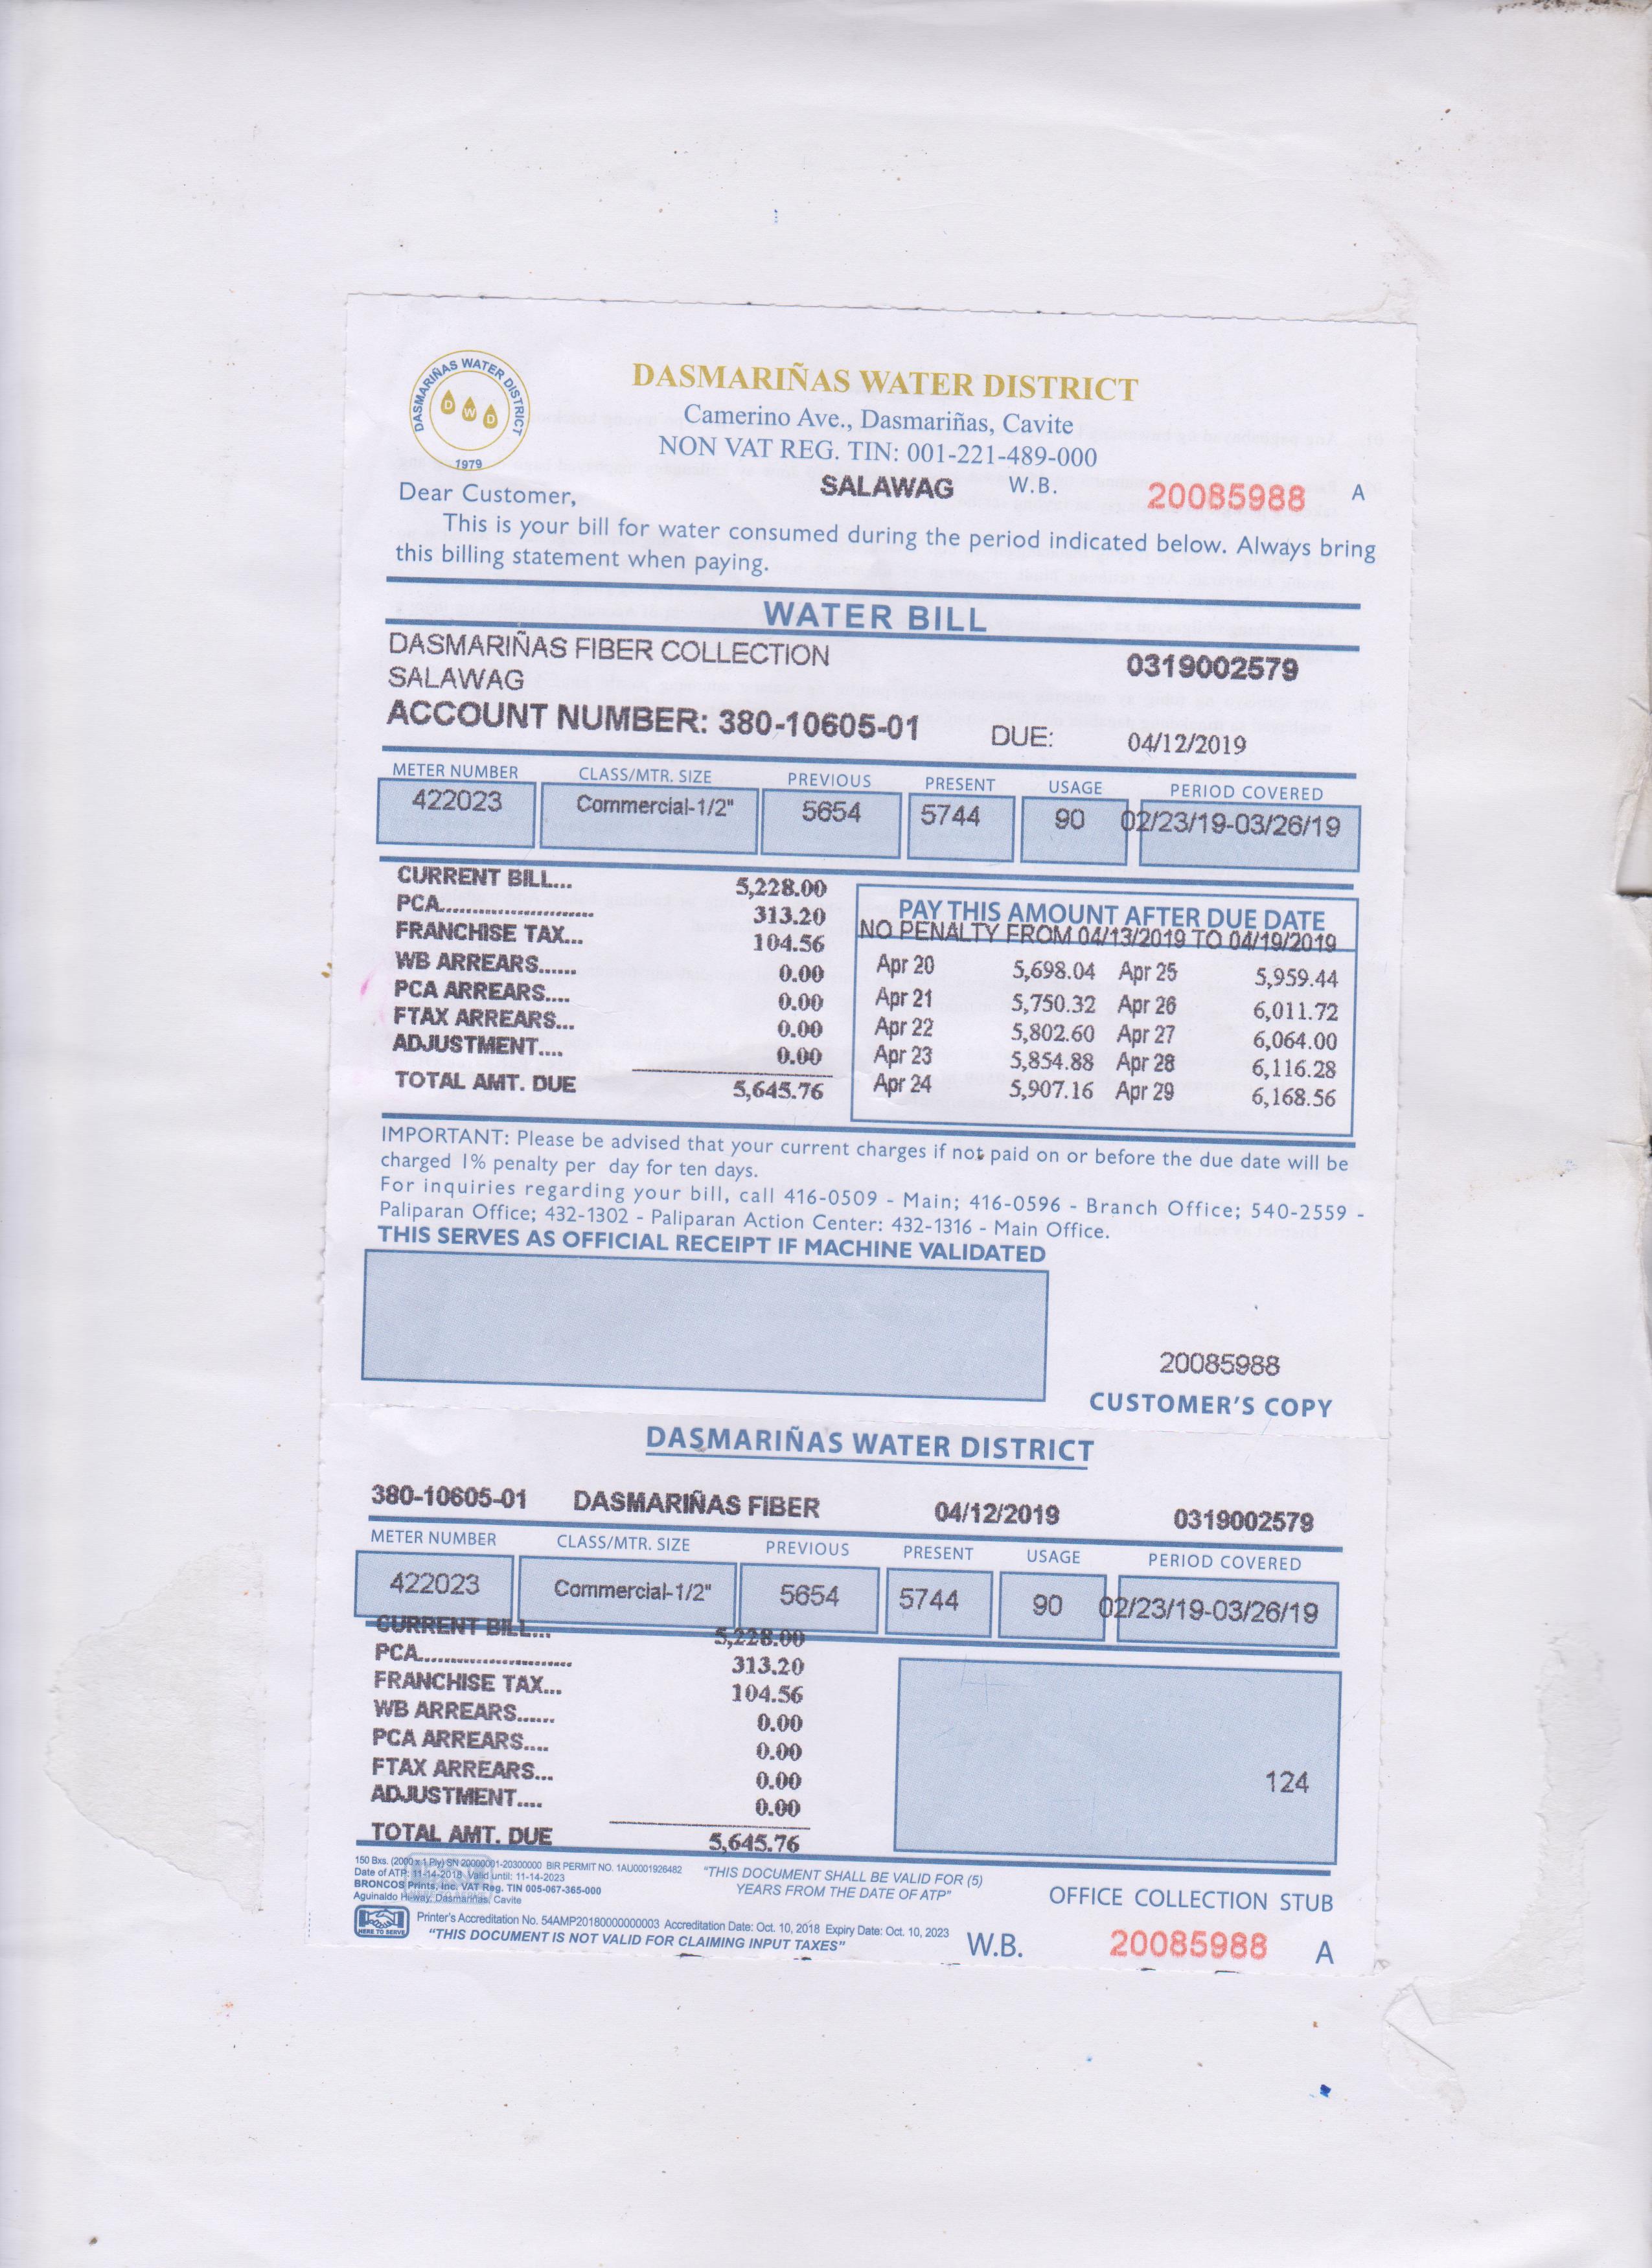 DASMARIÑAS WATER DISTRICT
D W D
1979
DASMARIÑAS WATER DISTRICT
Camerino Ave., Dasmariñas, Cavite
NON VAT REG. TIN: 001-221-489-000
SALAWAG W.B. 20085988 A
Dear Customer,
This is your bill for water consumed during the period indicated below. Always bring
this billing statement when paying.
WATER BILL
DASMARIÑAS FIBER COLLECTION 0319002579
SALAWAG
ACCOUNT NUMBER: 380-10605-01 DUE: 04/12/2019
METER NUMBER CLASS/MTR. SIZE PREVIOUS PRESENT USAGE PERIOD COVERED
422023 Commercial-1/2" 5654 5744 90 02/23/19-03/26/19
CURRENT BILL... 5,228.00
PCA........................ 313.20
FRANCHISE TAX... 104.56
WB ARREARS...... 0.00
PCA ARREARS.... 0.00
FTAX ARREARS... 0.00
ADJUSTMENT.... 0.00
TOTAL AMT. DUE 5,645.76
PAY THIS AMOUNT AFTER DUE DATE
NO PENALTY FROM 04/13/2019 TO 04/19/2019
Apr 20 5,698.04 Apr 25 5,959.44
Apr 21 5,750.32 Apr 26 6,011.72
Apr 22 5,802.60 Apr 27 6,064.00
Apr 23 5,854.88 Apr 28 6,116.28
Apr 24 5,907.16 Apr 29 6,168.56
IMPORTANT: Please be advised that your current charges if not paid on or before the due date will be
charged 1% penalty per day for ten days.
For inquiries regarding your bill, call 416-0509 - Main; 416-0596 - Branch Office; 540-2559 -
Paliparan Office; 432-1302 - Paliparan Action Center: 432-1316 - Main Office.
THIS SERVES AS OFFICIAL RECEIPT IF MACHINE VALIDATED
20085988
CUSTOMER'S COPY
DASMARIÑAS WATER DISTRICT
380-10605-01 DASMARIÑAS FIBER 04/12/2019 0319002579
METER NUMBER CLASS/MTR. SIZE PREVIOUS PRESENT USAGE PERIOD COVERED
422023 Commercial-1/2" 5654 5744 90 02/23/19-03/26/19
CURRENT BILL... 5,228.00
PCA........................ 313.20
FRANCHISE TAX... 104.56
WB ARREARS...... 0.00
PCA ARREARS.... 0.00
FTAX ARREARS... 0.00
ADJUSTMENT.... 0.00
TOTAL AMT. DUE 5,645.76
124
150 Bxs. (2000 x 1 Ply) SN 20000001-20300000 BIR PERMIT NO. 1AU0001926482
Date of ATP: 11-14-2018 Valid until: 11-14-2023
BRONCOS Prints, Inc. VAT Reg. TIN 005-067-365-000
Aguinaldo Hi-way, Dasmariñas, Cavite
"THIS DOCUMENT SHALL BE VALID FOR (5)
YEARS FROM THE DATE OF ATP"
OFFICE COLLECTION STUB
HERE TO SERVE
Printer's Accreditation No. 54AMP20180000000003 Accreditation Date: Oct. 10, 2018 Expiry Date: Oct. 10, 2023
"THIS DOCUMENT IS NOT VALID FOR CLAIMING INPUT TAXES"
W.B. 20085988 A